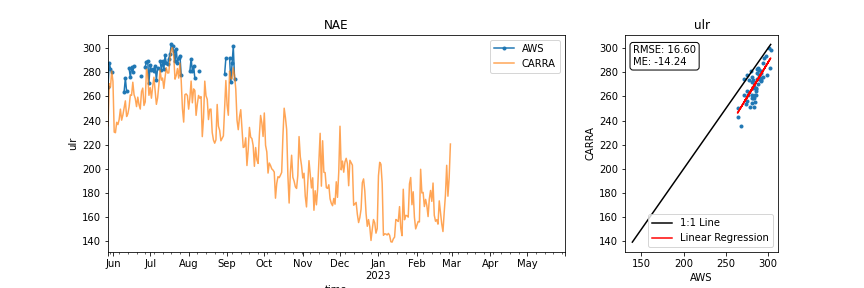 NAE
ulr
300
280
260
240
220
200
180
160
140
Jun
Jul
Aug
Sep
Oct
Nov
Dec
Jan
2023
Feb
Mar
Apr
May
time
AWS
CARRA
ulr
CARRA
300
280
260
240
220
200
180
160
140
RMSE: 16.60
ME: -14.24
1:1 Line
Linear Regression
150
200
250
300
AWS